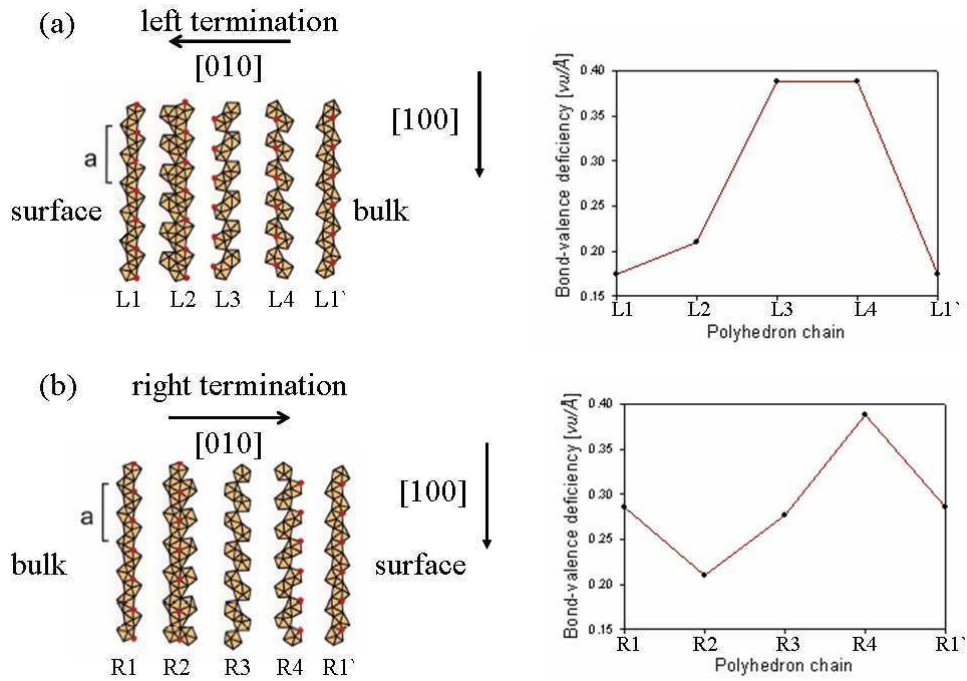 (a)
left termination
[010]
[100]
a
surface
bulk
L1 L2 L3 L4 L1`
Bond-valence deficiency [vu/Å]
0.40
0.35
0.30
0.25
0.20
0.15
L1 L2 L3 L4 L1`
Polyhedron chain
(b)
right termination
[010]
[100]
a
bulk
surface
R1 R2 R3 R4 R1`
Bond-valence deficiency [vu/Å]
0.40
0.35
0.30
0.25
0.20
0.15
R1 R2 R3 R4 R1`
Polyhedron chain